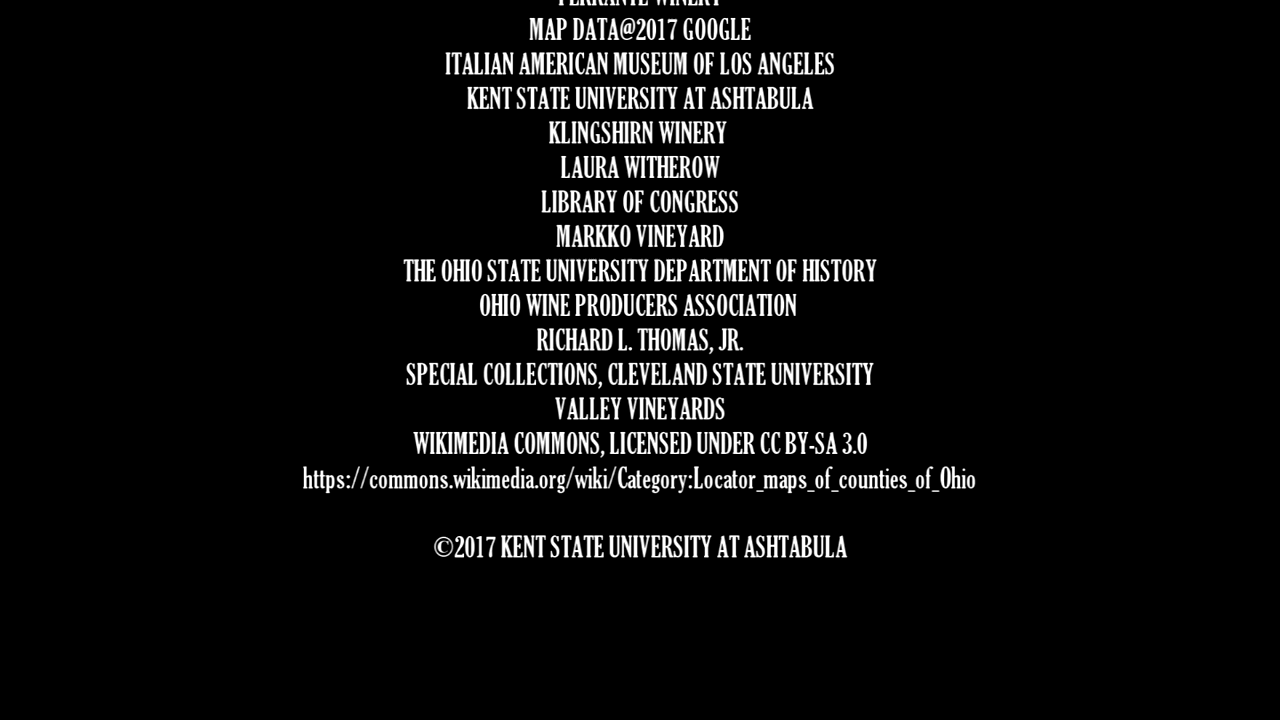 FERRANTE WINERY
MAP DATA@2017 GOOGLE
ITALIAN AMERICAN MUSEUM OF LOS ANGELES
KENT STATE UNIVERSITY AT ASHTABULA
KLINGSHIRN WINERY
LAURA WITHEROW
LIBRARY OF CONGRESS
MARKKO VINEYARD
THE OHIO STATE UNIVERSITY DEPARTMENT OF HISTORY
OHIO WINE PRODUCERS ASSOCIATION
RICHARD L. THOMAS, JR.
SPECIAL COLLECTIONS, CLEVELAND STATE UNIVERSITY
VALLEY VINEYARDS
WIKIMEDIA COMMONS, LICENSED UNDER CC BY-SA 3.0
https://commons.wikimedia.org/wiki/Category:Locator_maps_of_counties_of_Ohio
©2017 KENT STATE UNIVERSITY AT ASHTABULA